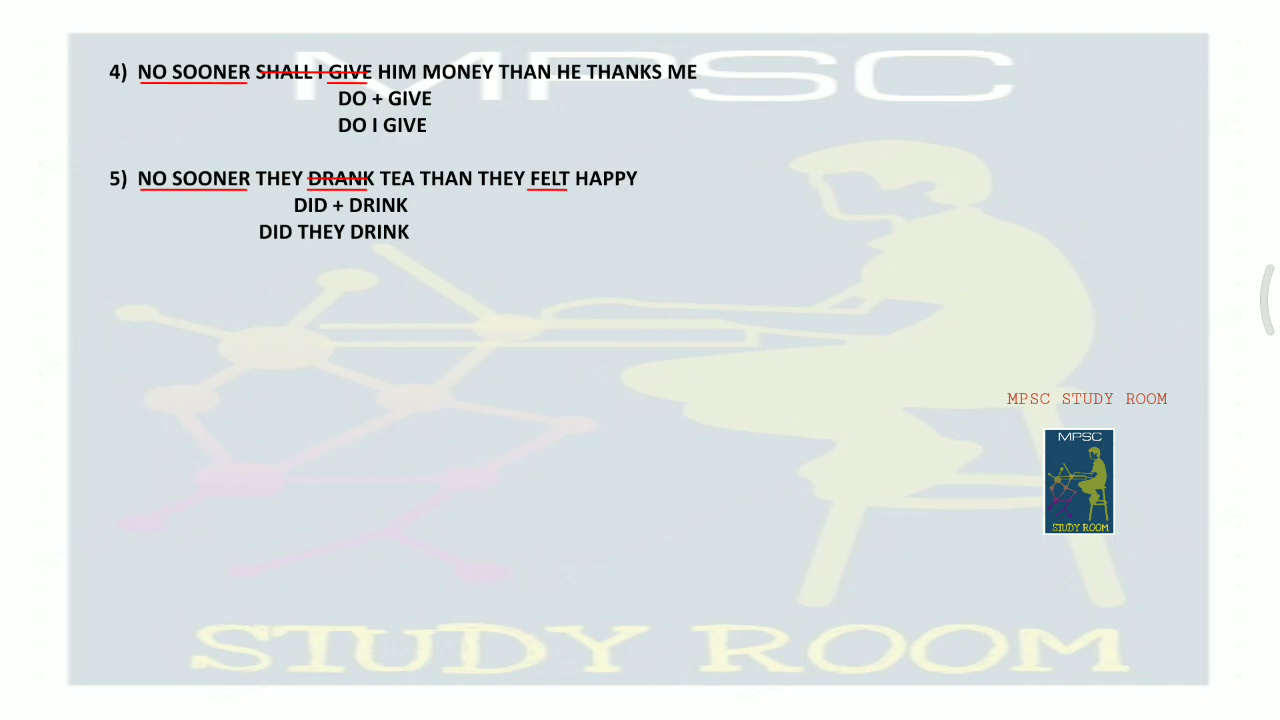 MPSC
4) NO SOONER SHALL I GIVE HIM MONEY THAN HE THANKS ME
DO + GIVE
DO I GIVE
5) NO SOONER THEY DRANK TEA THAN THEY FELT HAPPY
DID + DRINK
DID THEY DRINK
MPSC STUDY ROOM
MPSC
STUDY ROOM
STUDY ROOM